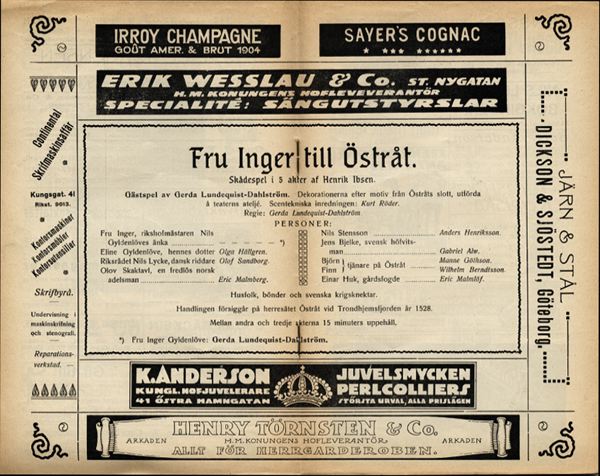 IRROY CHAMPAGNE
GOÛT AMER. & BRUT 1904
SAYER'S COGNAC
ERIK WESSLAU & Co. ST. NYGATAN
H. M. KONUNGENS HOFLEVEVERANTÖR
SPECIALITÉ: SÄNGUTSTYRSLAR
Continental
Skrifmaskinsaffär
Kungsgat. 41
Rikst. 9013.
Kontorsmaskiner
Kontorsmöbler
Kontorsutensilier
Skrifbyrå.
Undervisning i
maskinskrifning
och stenografi.
Reparations-
verkstad.
Fru Inger till Östråt.
Skådespel i 5 akter af Henrik Ibsen.
Gästspel av Gerda Lundequist-Dahlström. Dekorationerna efter motiv från Östråts slott, utförda
å teaterns ateljé. Scentekniska inredningen: Kurt Röder.
Regie: Gerda Lundequist-Dahlström
PERSONER:
Fru Inger, rikshofmästaren Nils
Gyldenlöves änka — — — — — *)
Eline Gyldenlöve, hennes dotter Olga Hällgren.
Riksrådet Nils Lycke, dansk riddare Olof Sandborg.
Olov Skaktavl, en fredlös norsk
adelsman — — — — Eric Malmberg.
Nils Stensson — — — Anders Henriksson.
Jens Bjelke, svensk höfvits-
man — — — — — Gabriel Alw.
Björn } tjänare på Östråt — Manne Göthson.
Finn } Wilhelm Berndtsson.
Einar Huk, gårdsfogde — — Eric Malmlöf.
Husfolk, bönder och svenska krigsknektar.
Handlingen försiggår på herresätet Östråt vid Trondhjemsfjorden år 1528.
Mellan andra och tredje akterna 15 minuters uppehåll.
*) Fru Inger Gyldenlöve: Gerda Lundequist-Dahlström.
JÄRN & STÅL
DICKSON & SJÖSTEDT, Göteborg.
K. ANDERSON
KUNGL. HOFJUVELERARE
41 ÖSTRA HAMNGATAN
JUVELSMYCKEN
PERLCOLLIERS
STÖRSTA URVAL, ALLA PRISLÄGEN
HENRY TÖRNSTEN & Co.
ARKADEN
H. M. KONUNGENS HOFLEVERANTÖR,
ARKADEN
ALLT FÖR HERRGARDEROBEN.